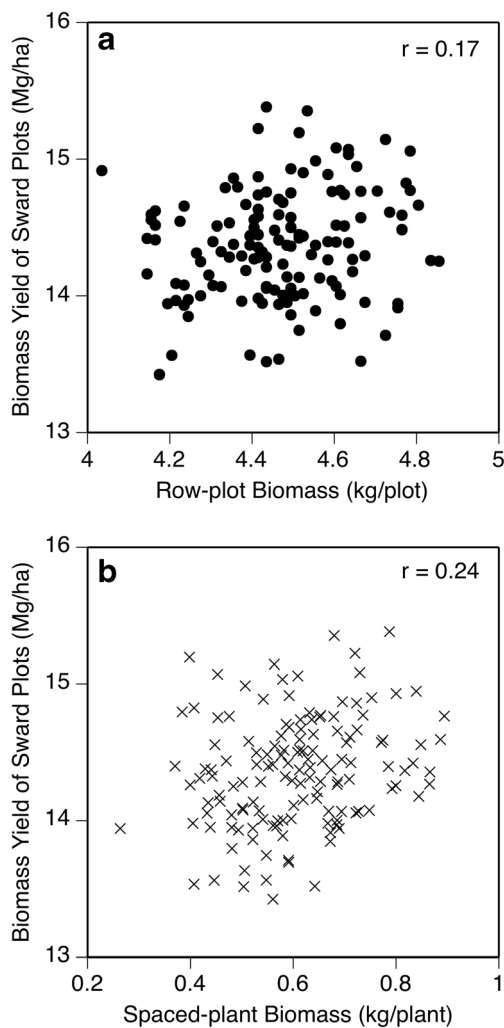 a
r = 0.17
Biomass Yield of Sward Plots (Mg/ha)
16
15
14
13
4 4.2 4.4 4.6 4.8 5
Row-plot Biomass (kg/plot)
b
r = 0.24
Biomass Yield of Sward Plots (Mg/ha)
16
15
14
13
0.2 0.4 0.6 0.8 1
Spaced-plant Biomass (kg/plant)